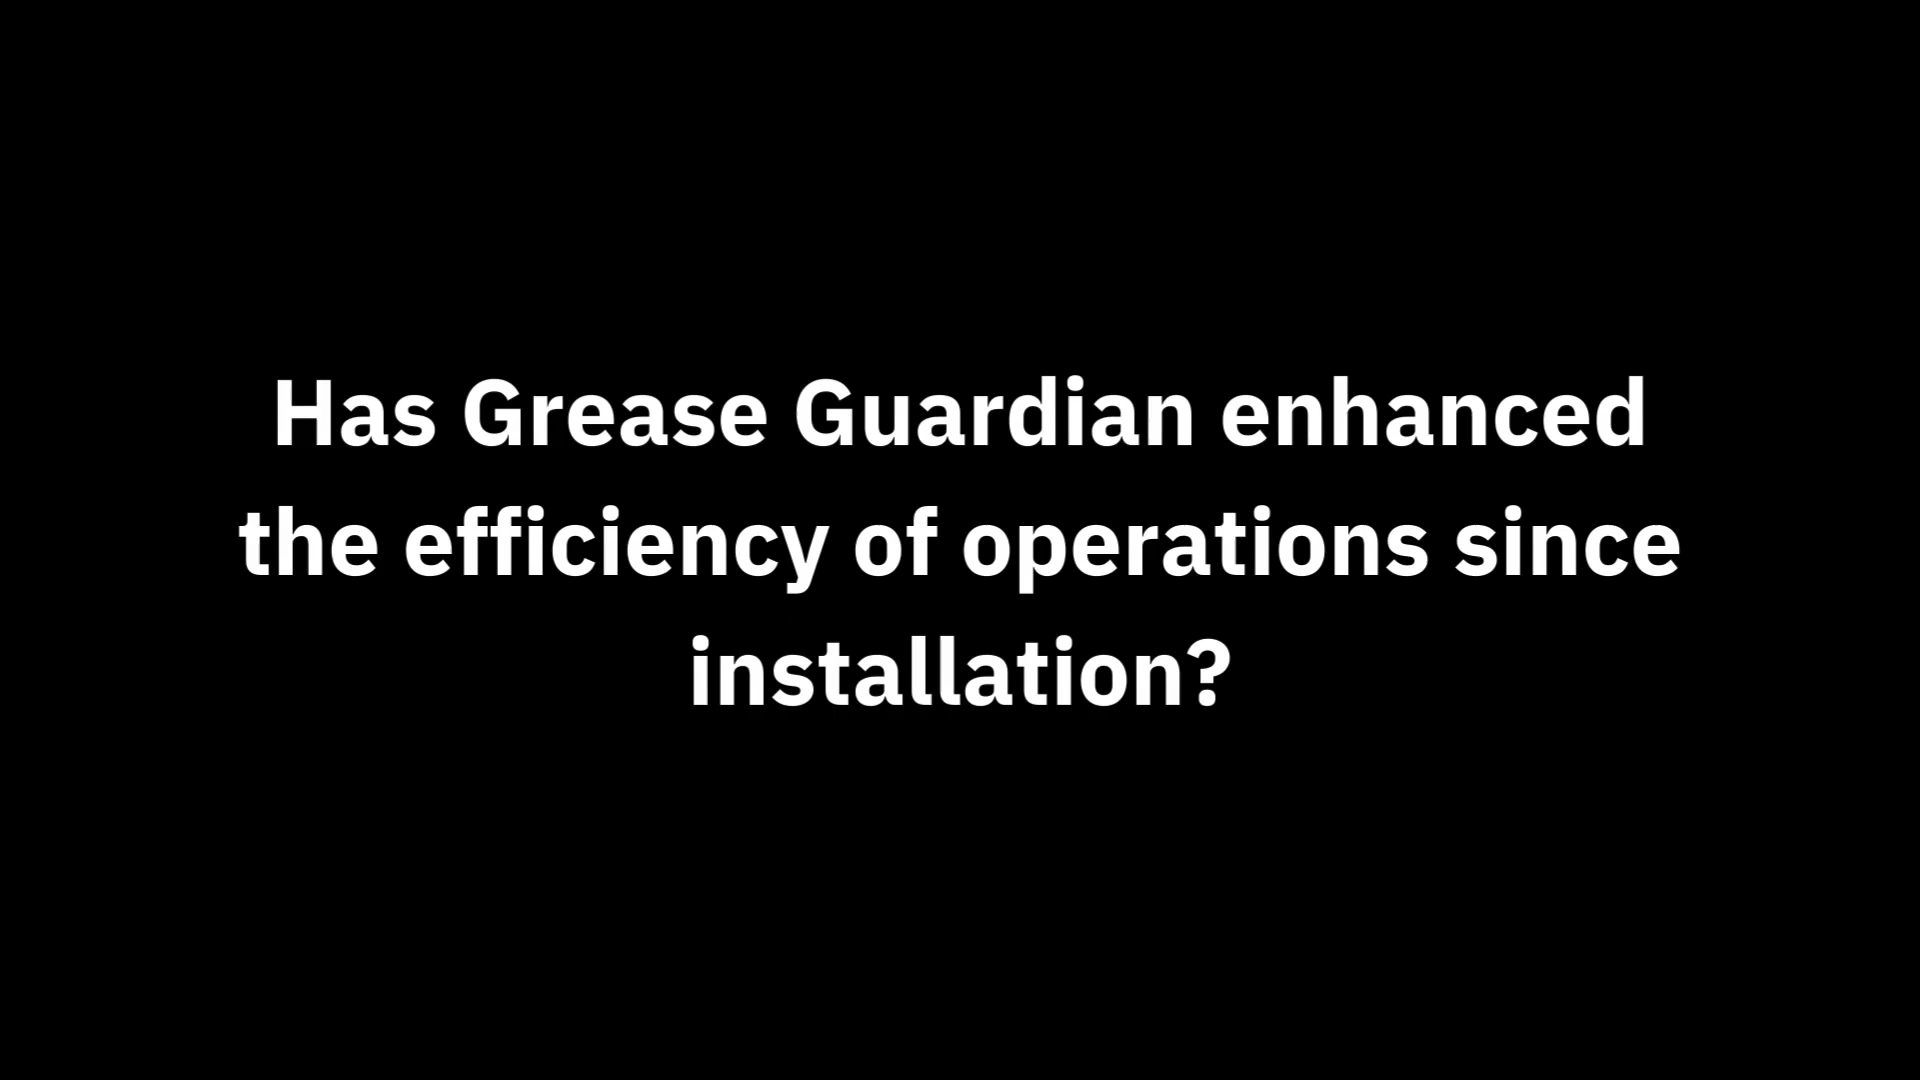 Has Grease Guardian enhanced
the efficiency of operations since
installation?